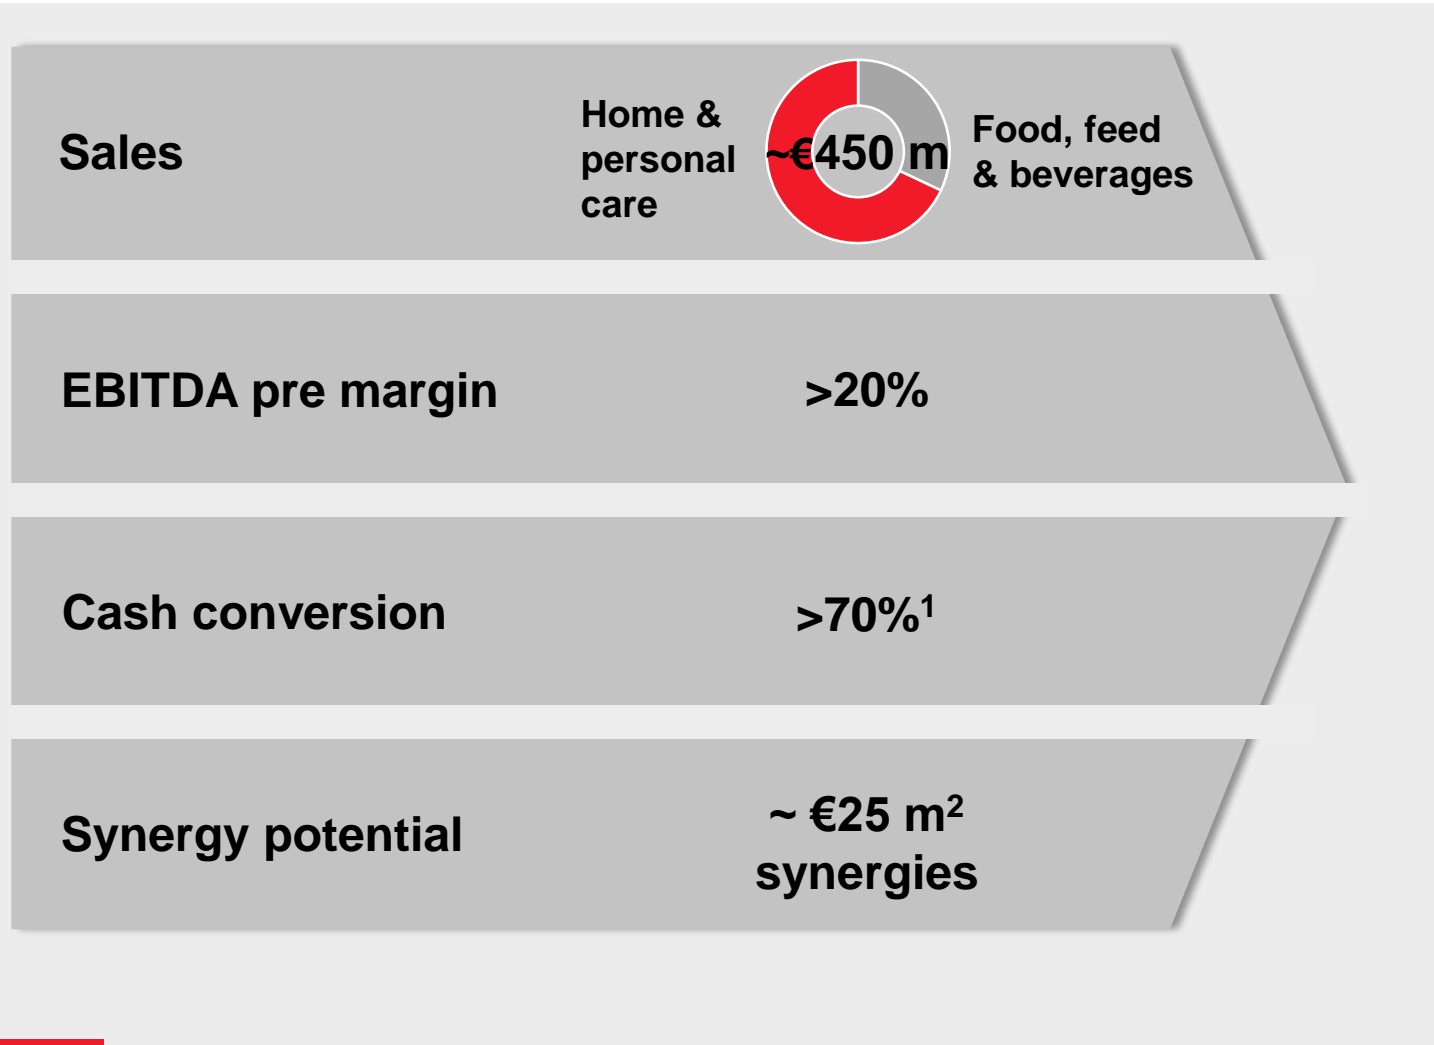 Sales
Home &
personal
care
~€450 m
Food, feed
& beverages
EBITDA pre margin
>20%
Cash conversion
>70%¹
Synergy potential
~ €25 m²
synergies